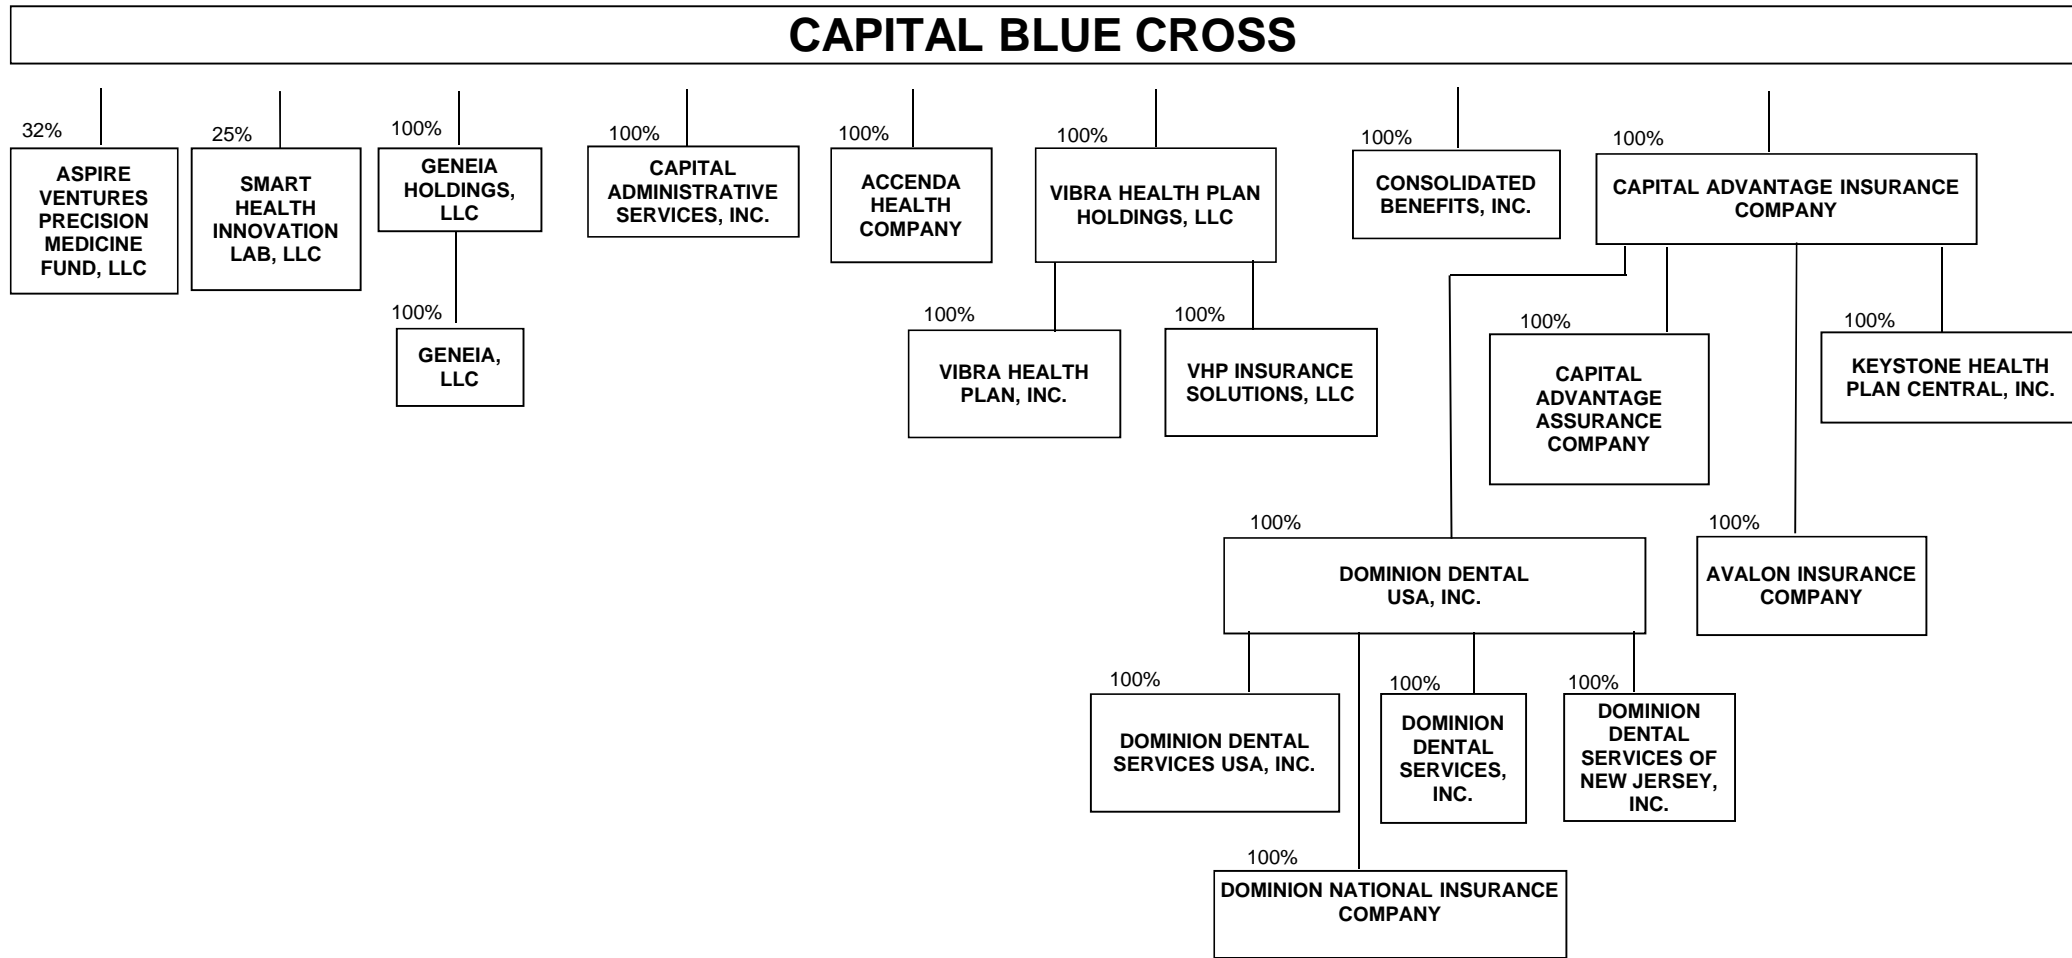 CAPITAL BLUE CROSS
32%
ASPIRE
VENTURES
PRECISION
MEDICINE
FUND, LLC
25%
SMART
HEALTH
INNOVATION
LAB, LLC
100%
GENEIA
HOLDINGS,
LLC
100%
GENEIA,
LLC
100%
CAPITAL
ADMINISTRATIVE
SERVICES, INC.
100%
ACCENDA
HEALTH
COMPANY
100%
VIBRA HEALTH PLAN
HOLDINGS, LLC
100%
VIBRA HEALTH
PLAN, INC.
100%
VHP INSURANCE
SOLUTIONS, LLC
100%
CONSOLIDATED
BENEFITS, INC.
100%
CAPITAL ADVANTAGE INSURANCE
COMPANY
100%
CAPITAL
ADVANTAGE
ASSURANCE
COMPANY
100%
KEYSTONE HEALTH
PLAN CENTRAL, INC.
100%
DOMINION DENTAL
USA, INC.
100%
AVALON INSURANCE
COMPANY
100%
DOMINION DENTAL
SERVICES USA, INC.
100%
DOMINION
DENTAL
SERVICES,
INC.
100%
DOMINION
DENTAL
SERVICES OF
NEW JERSEY,
INC.
100%
DOMINION NATIONAL INSURANCE
COMPANY